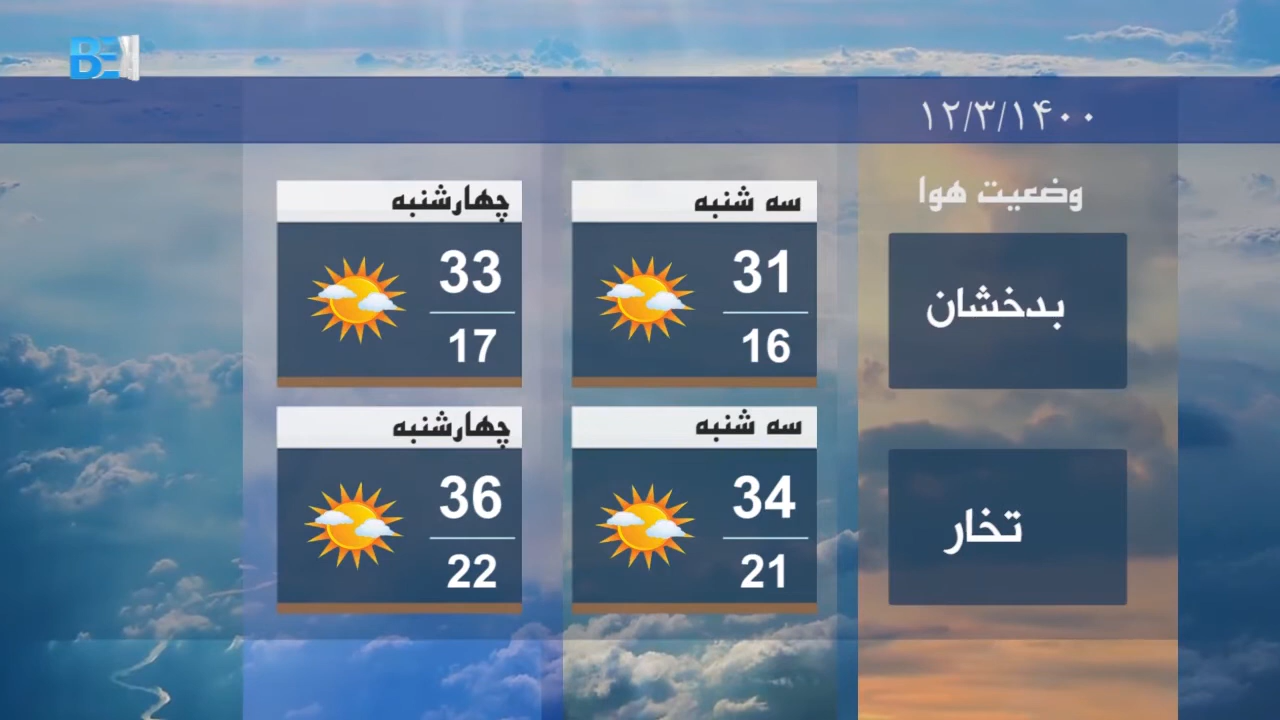 BEN
۱۲/۳/۱۴۰۰
وضعیت هوا
بدخشان
سه شنبه
31
16
چهارشنبه
33
17
تخار
سه شنبه
34
21
چهارشنبه
36
22